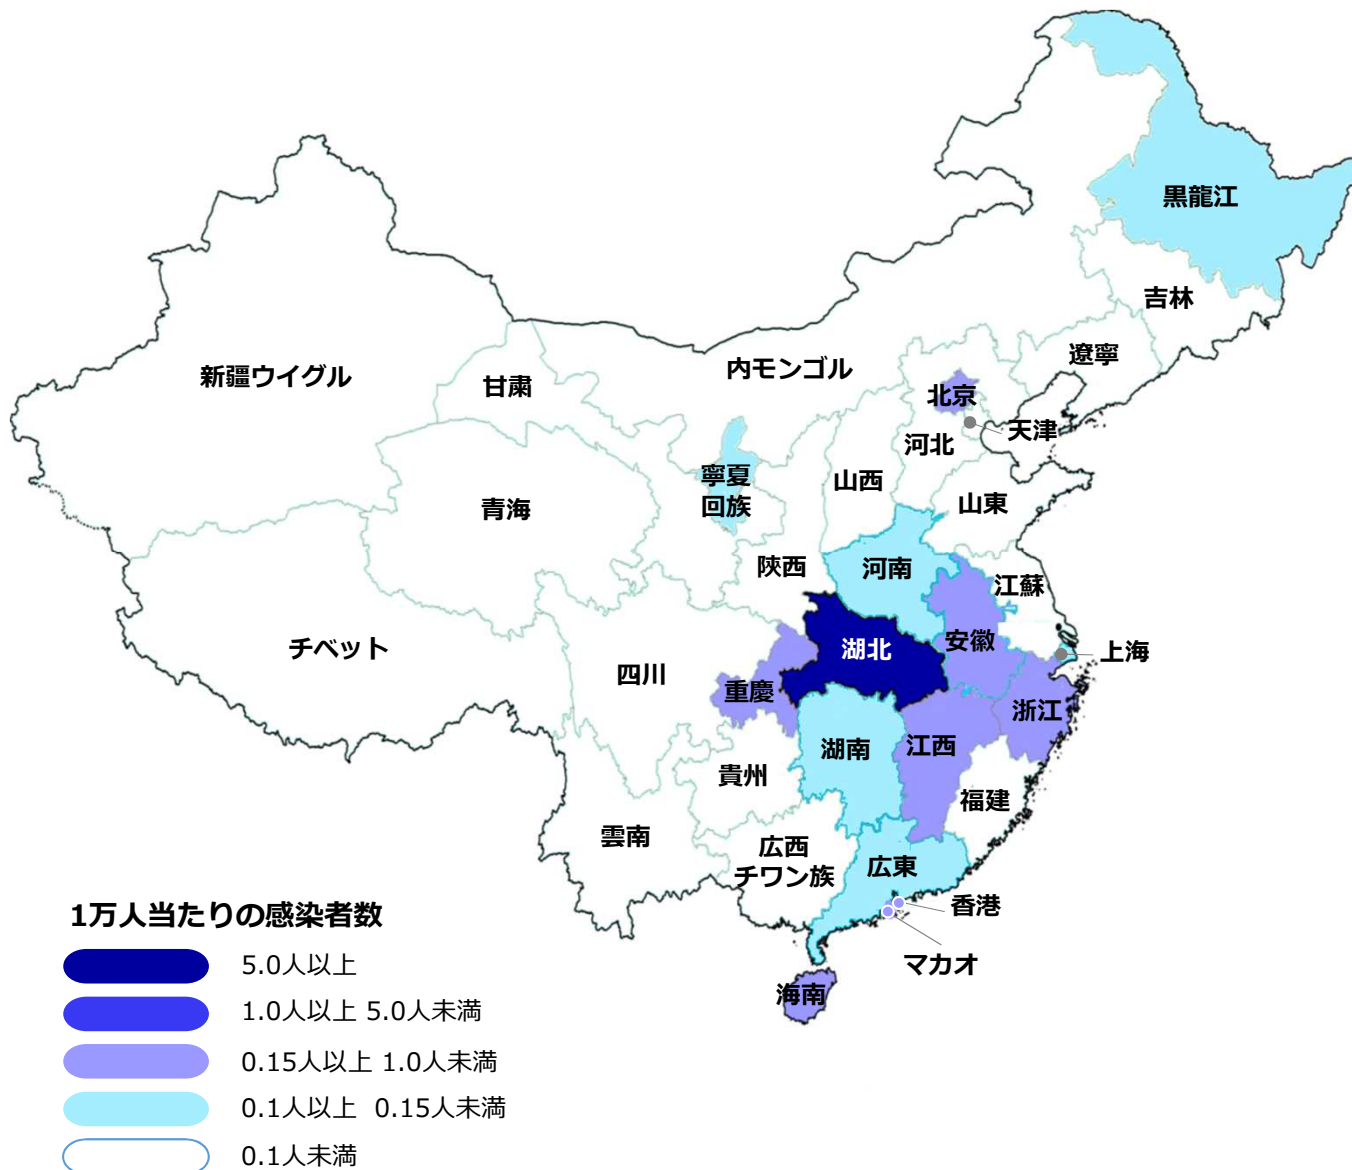 黒龍江
吉林
遼寧
内モンゴル
新疆ウイグル
甘粛
北京
天津
河北
山西
寧夏
回族
山東
青海
陝西
河南
江蘇
チベット
四川
湖北
安徽
上海
重慶
浙江
湖南
江西
貴州
福建
雲南
広西
チワン族
広東
香港
マカオ
海南
1万人当たりの感染者数
5.0人以上
1.0人以上 5.0人未満
0.15人以上 1.0人未満
0.1人以上 0.15人未満
0.1人未満